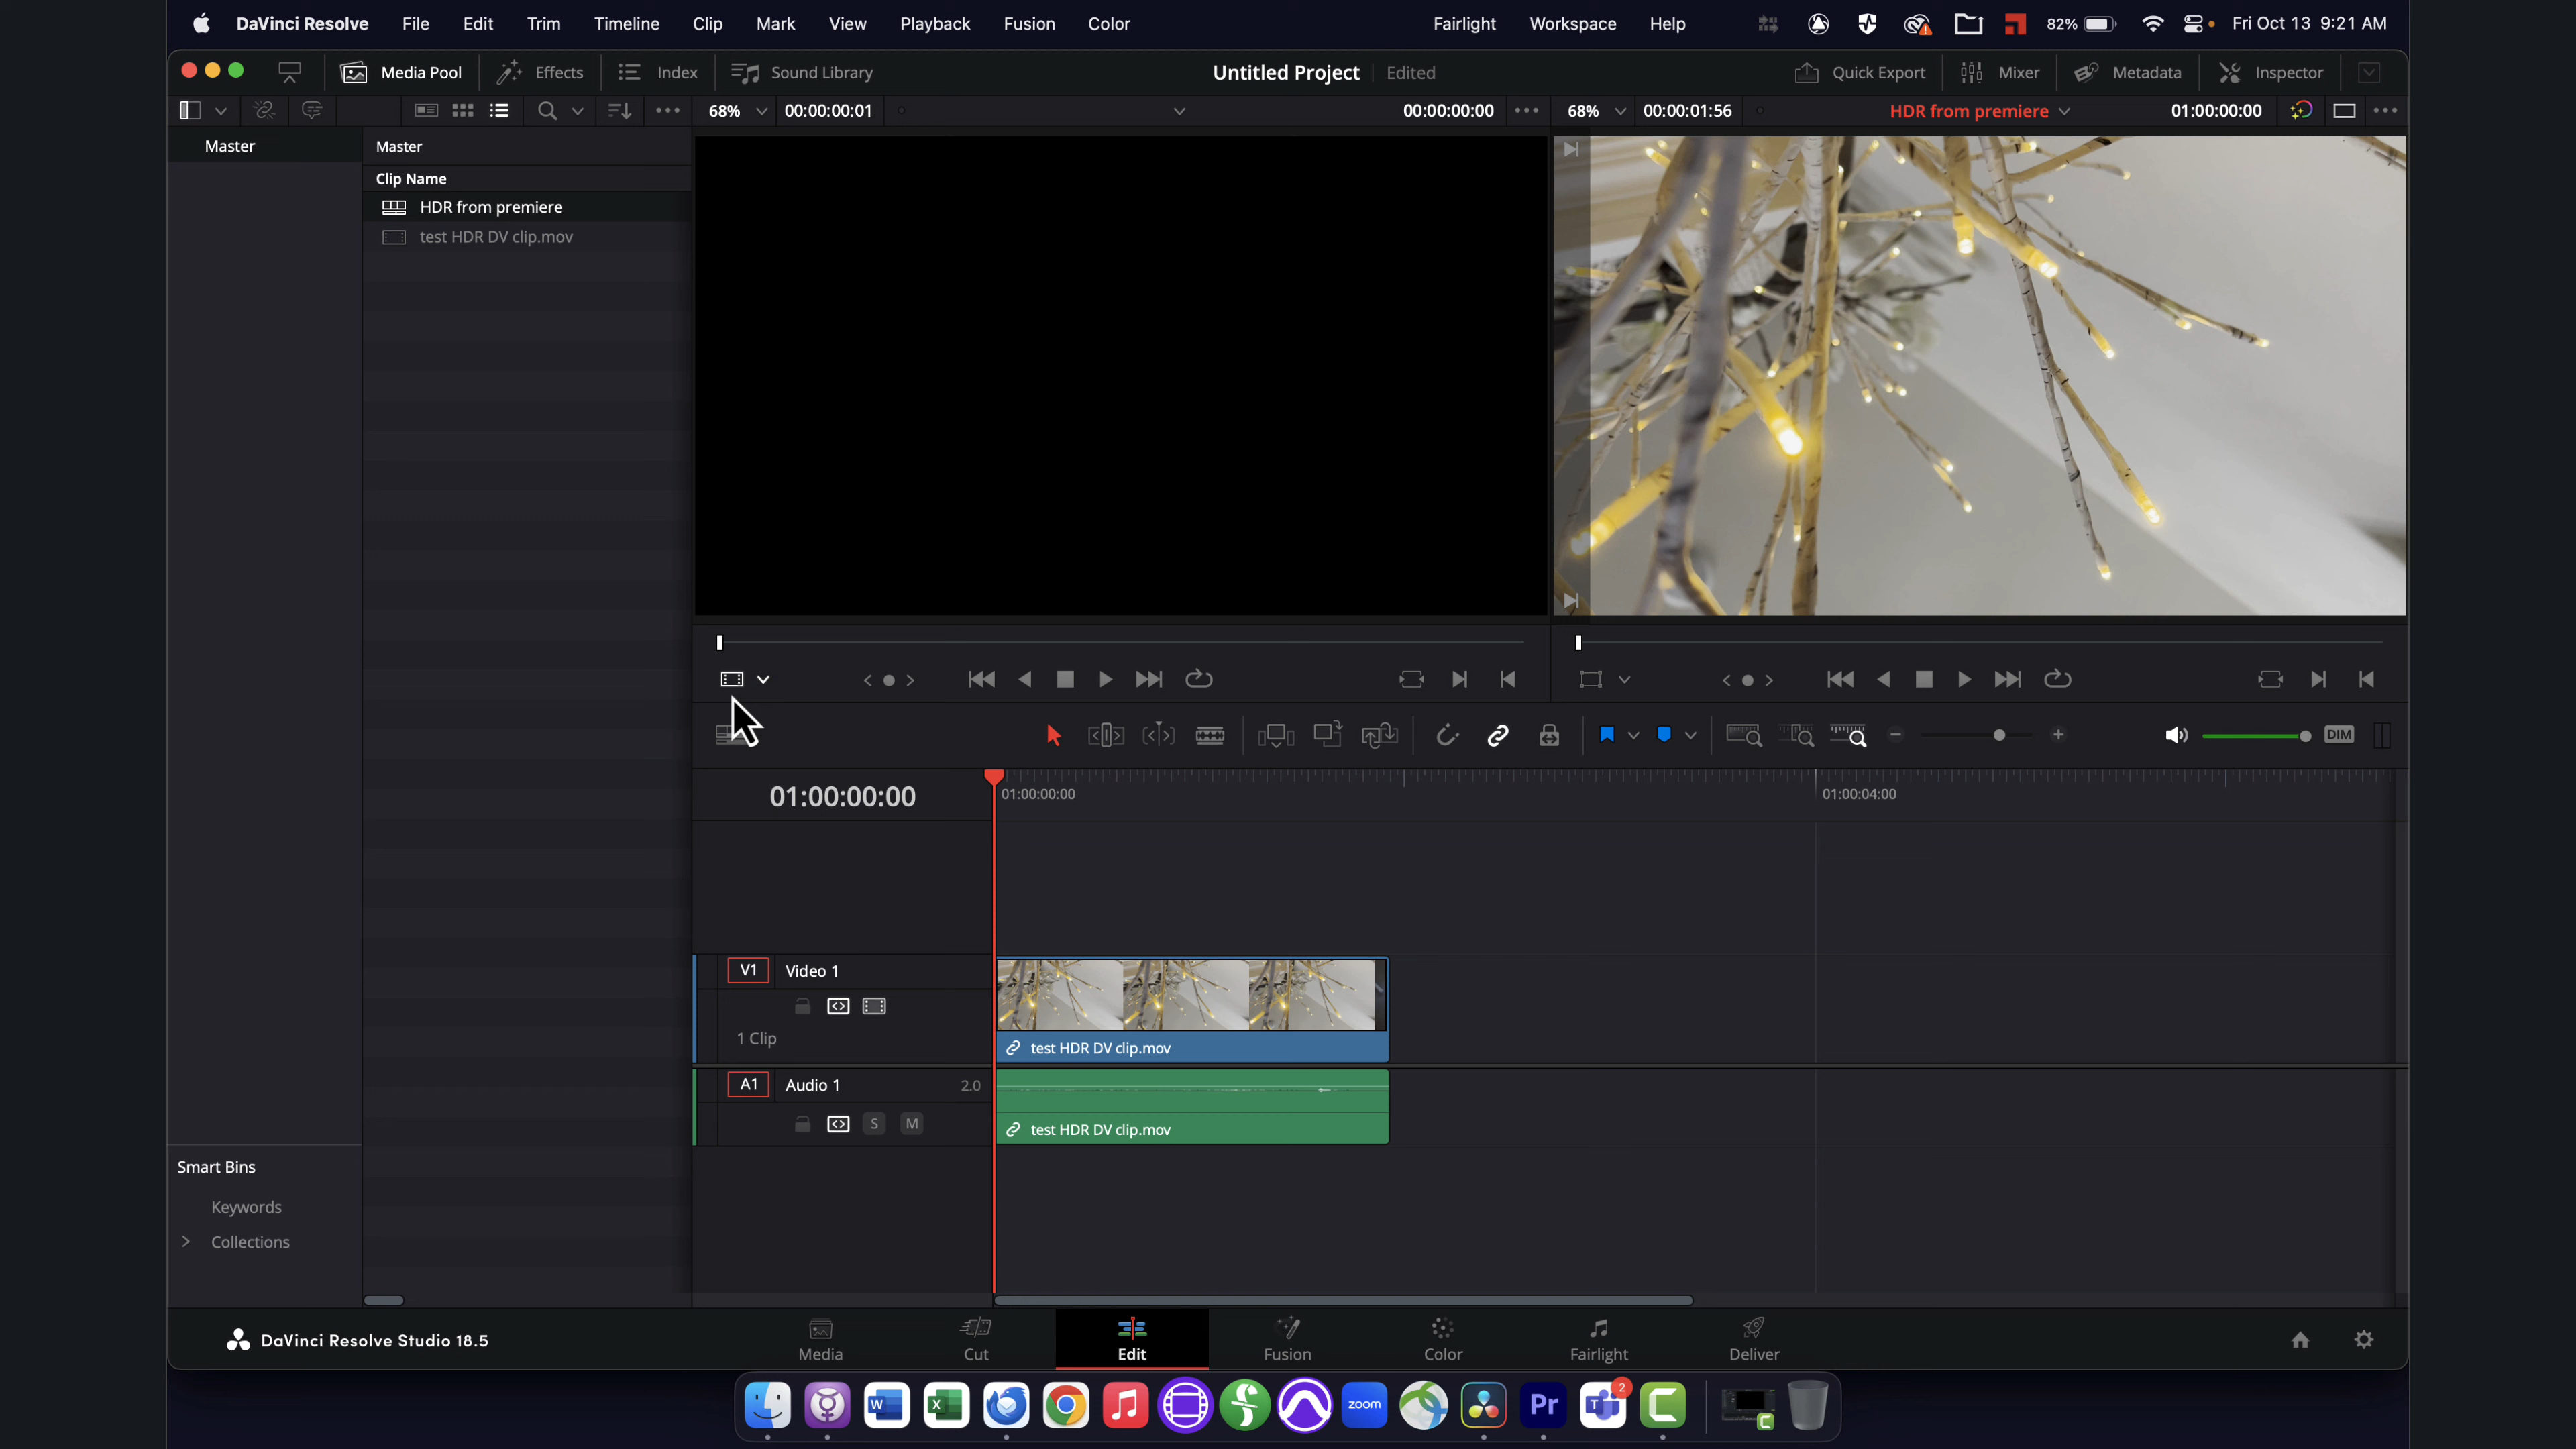 DaVinci Resolve File Edit Trim Timeline Clip Mark View Playback Fusion Color Fairlight Workspace Help 82% Fri Oct 13 9:21 AM
Media Pool Effects Index Sound Library Untitled Project Edited Quick Export Mixer Metadata Inspector
68% 00:00:00:01 00:00:00:00 68% 00:00:01:56 HDR from premiere 01:00:00:00
Master Master
Clip Name
HDR from premiere
test HDR DV clip.mov
DIM
01:00:00:00 01:00:00:00 01:00:04:00
V1 Video 1
1 Clip
test HDR DV clip.mov
A1 Audio 1 2.0
S M
test HDR DV clip.mov
Smart Bins
Keywords
Collections
DaVinci Resolve Studio 18.5
Media Cut Edit Fusion Color Fairlight Deliver
W X zoom Pr T 2